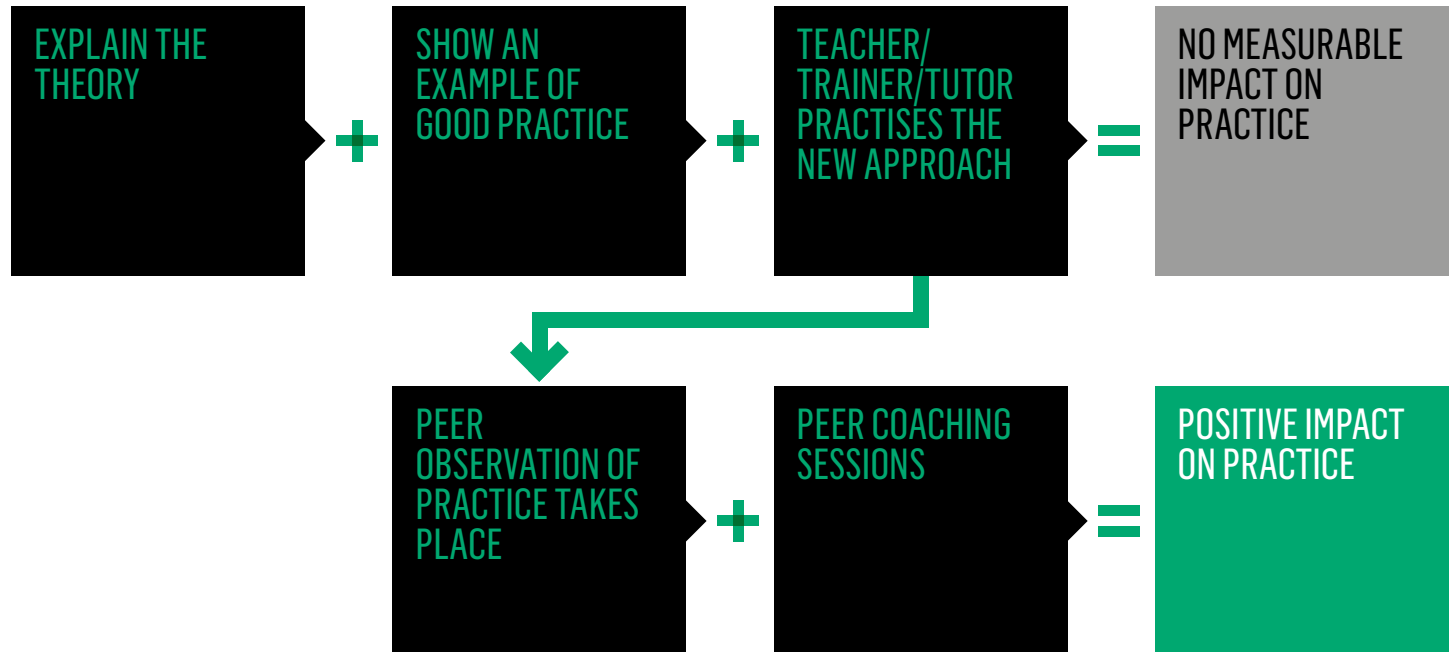 EXPLAIN THE
THEORY
SHOW AN
EXAMPLE OF
GOOD PRACTICE
TEACHER/
TRAINER/TUTOR
PRACTISES THE
NEW APPROACH
NO MEASURABLE
IMPACT ON
PRACTICE
PEER
OBSERVATION OF
PRACTICE TAKES
PLACE
PEER COACHING
SESSIONS
POSITIVE IMPACT
ON PRACTICE